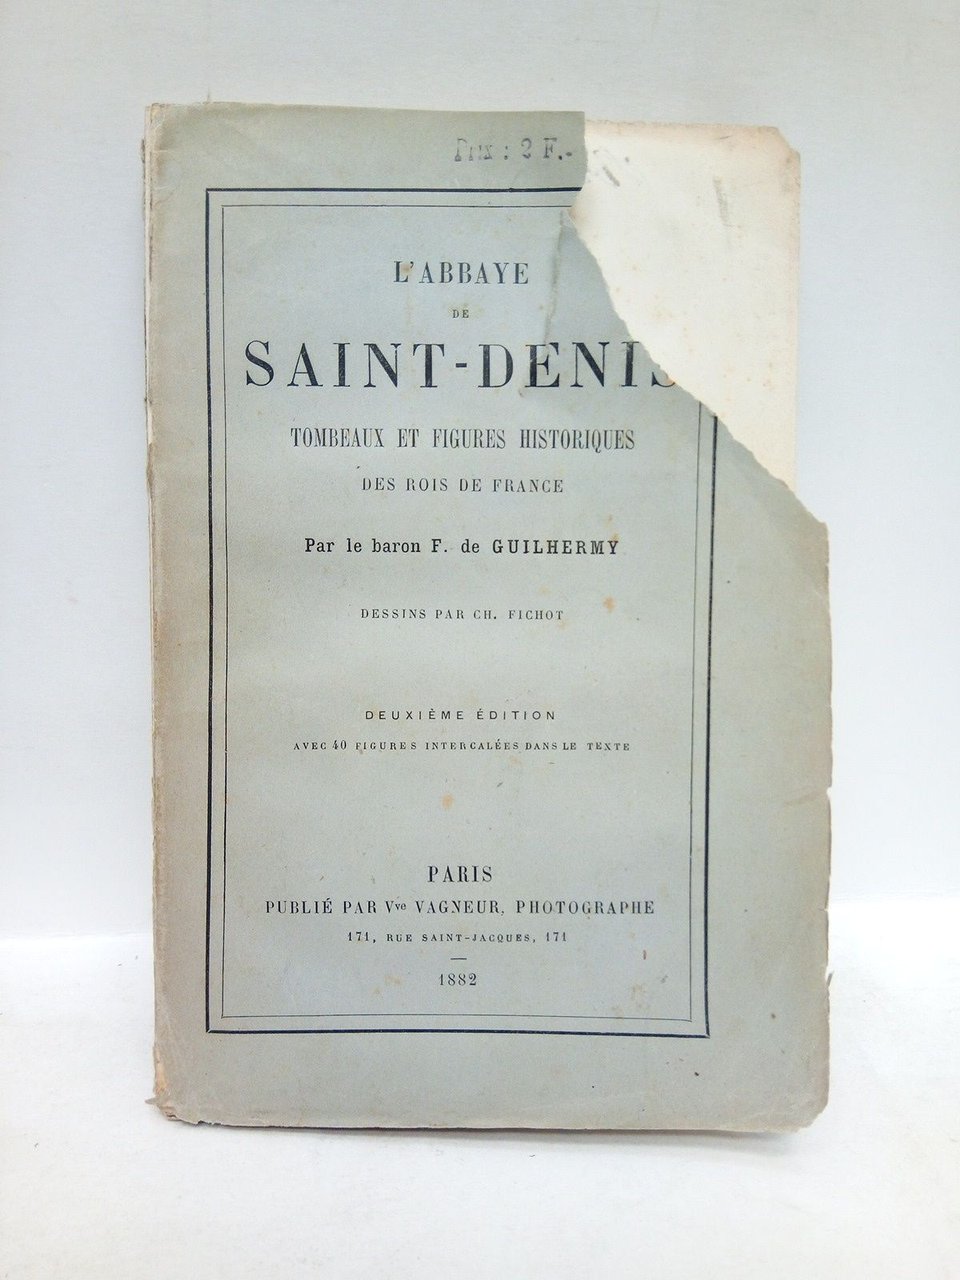 Prix : 2 F.-
L'ABBAYE
DE
SAINT-DENIS
TOMBEAUX ET FIGURES HISTORIQUES
DES ROIS DE FRANCE
Par le baron F. de GUILHERMY
DESSINS PAR CH. FICHOT
DEUXIÈME ÉDITION
AVEC 40 FIGURES INTERCALÉES DANS LE TEXTE
PARIS
PUBLIÉ PAR Vve VAGNEUR, PHOTOGRAPHE
171, RUE SAINT-JACQUES, 171
1882